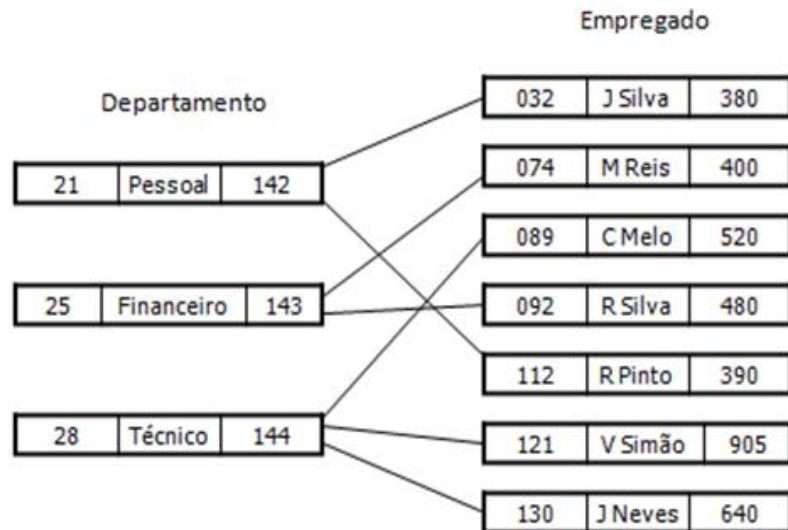 Empregado
Departamento
21 Pessoal 142
25 Financeiro 143
28 Técnico 144
032 J Silva 380
074 M Reis 400
089 C Melo 520
092 R Silva 480
112 R Pinto 390
121 V Simão 905
130 J Neves 640